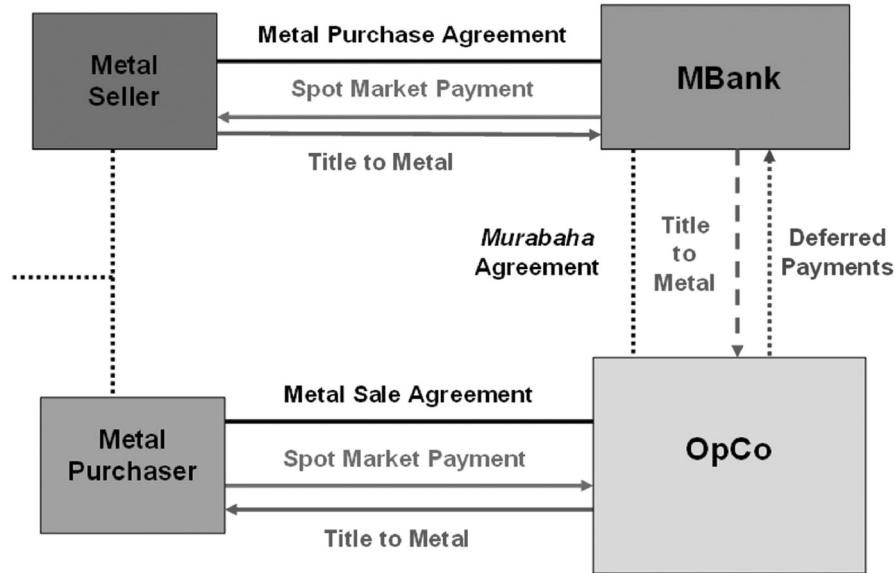 Metal Purchase Agreement
Metal
Seller
Spot Market Payment
MBank
Title to Metal
Murabaha
Agreement
Title
to
Metal
Deferred
Payments
Metal Sale Agreement
Metal
Purchaser
Spot Market Payment
OpCo
Title to Metal